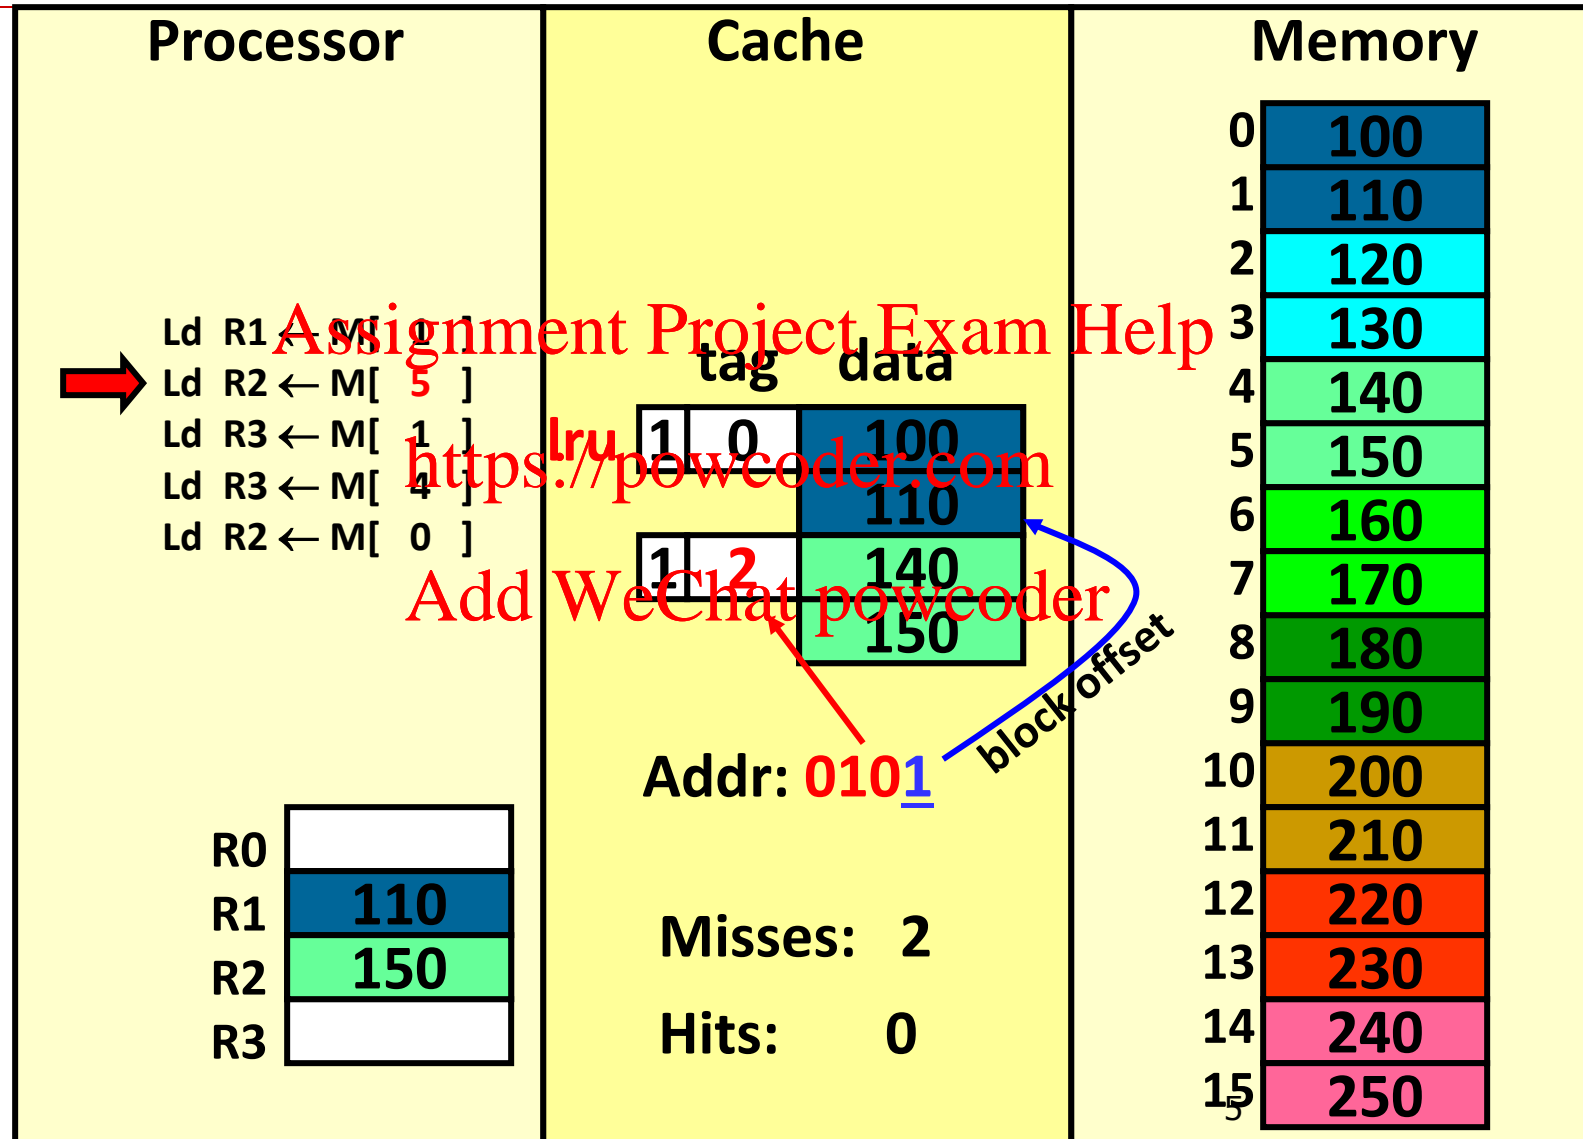 Processor
Cache
Memory
Ld R1 ← M[ 1 ]
Ld R2 ← M[ 5 ]
Ld R3 ← M[ 1 ]
Ld R3 ← M[ 4 ]
Ld R2 ← M[ 0 ]
R0
R1 110
R2 150
R3
Assignment Project Exam Help
https://powcoder.com
Add WeChat powcoder
tag data
lru 1 0 100
110
1 2 140
150
block offset
Addr: 0101
Misses: 2
Hits: 0
0 100
1 110
2 120
3 130
4 140
5 150
6 160
7 170
8 180
9 190
10 200
11 210
12 220
13 230
14 240
15 250
5